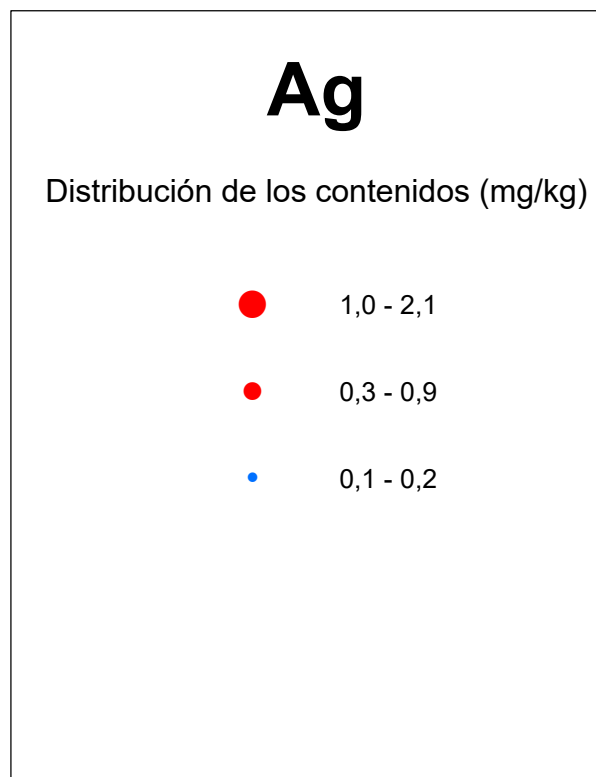 Ag
Distribución de los contenidos (mg/kg)
1,0 - 2,1
0,3 - 0,9
0,1 - 0,2